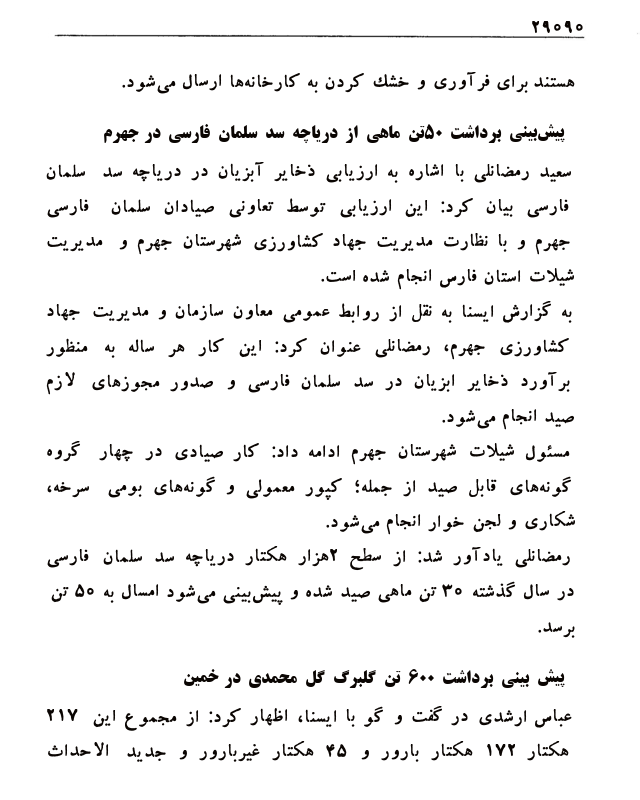 ۲۹۰۹۰
هستند برای فرآوری و خشك كردن به كارخانه‌ها ارسال می‌شود.
پیش‌بینی برداشت ۵۰تن ماهی از دریاچه سد سلمان فارسی در جهرم
سعید رمضانلی با اشاره به ارزیابی ذخایر آبزیان در دریاچه سد سلمان
فارسی بیان كرد: این ارزیابی توسط تعاونی صیادان سلمان فارسی
جهرم و با نظارت مدیریت جهاد كشاورزی شهرستان جهرم و مدیریت
شیلات استان فارس انجام شده است.
به گزارش ایسنا به نقل از روابط عمومی معاون سازمان و مدیریت جهاد
كشاورزی جهرم، رمضانلی عنوان كرد: این كار هر ساله به منظور
برآورد ذخایر ابزیان در سد سلمان فارسی و صدور مجوزهای لازم
صید انجام می‌شود.
مسئول شیلات شهرستان جهرم ادامه داد: كار صیادی در چهار گروه
گونه‌های قابل صید از جمله؛ كپور معمولی و گونه‌های بومی سرخه،
شكاری و لجن خوار انجام می‌شود.
رمضانلی یادآور شد: از سطح ۲هزار هكتار دریاچه سد سلمان فارسی
در سال گذشته ۳۰ تن ماهی صید شده و پیش‌بینی می‌شود امسال به ۵۰ تن
برسد.
پیش بینی برداشت ۶۰۰ تن گلبرگ گل محمدی در خمین
عباس ارشدی در گفت و گو با ایسنا، اظهار كرد: از مجموع این ۲۱۷
هكتار ۱۷۲ هكتار بارور و ۴۵ هكتار غیربارور و جدید الاحداث